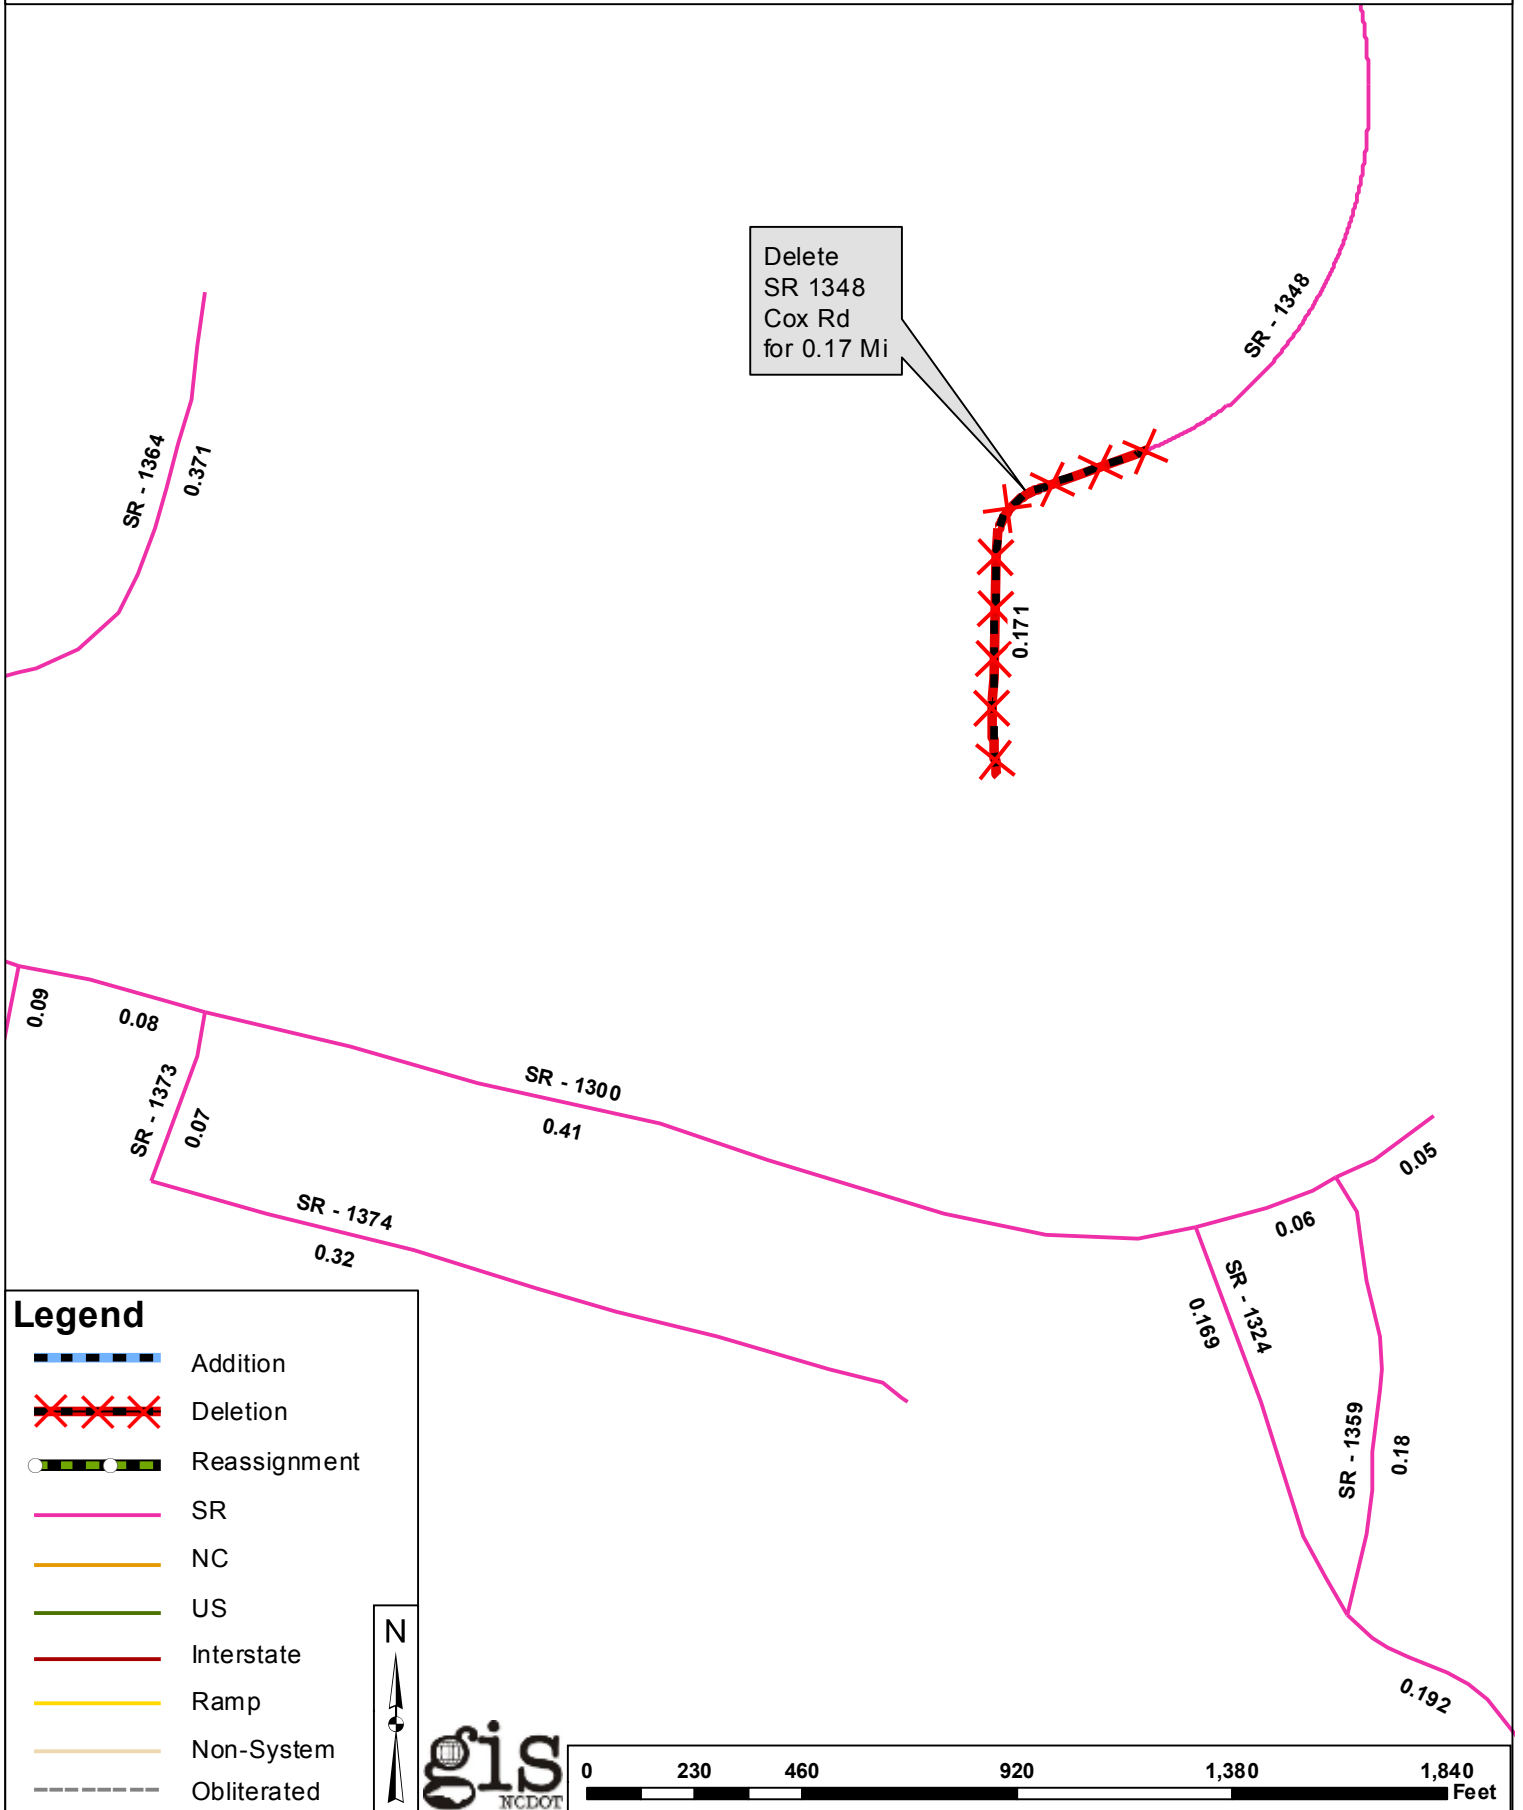 Delete
SR 1348
Cox Rd
for 0.17 Mi
SR - 1348
SR - 1364
0.371
0.171
0.09
0.08
SR - 1373
0.07
SR - 1300
0.41
SR - 1374
0.32
0.05
0.06
SR - 1324
0.169
SR - 1359
0.18
0.192
Legend
Addition
Deletion
Reassignment
SR
NC
US
Interstate
Ramp
Non-System
Obliterated
N
gis
NCDOT
0 230 460 920 1,380 1,840
Feet